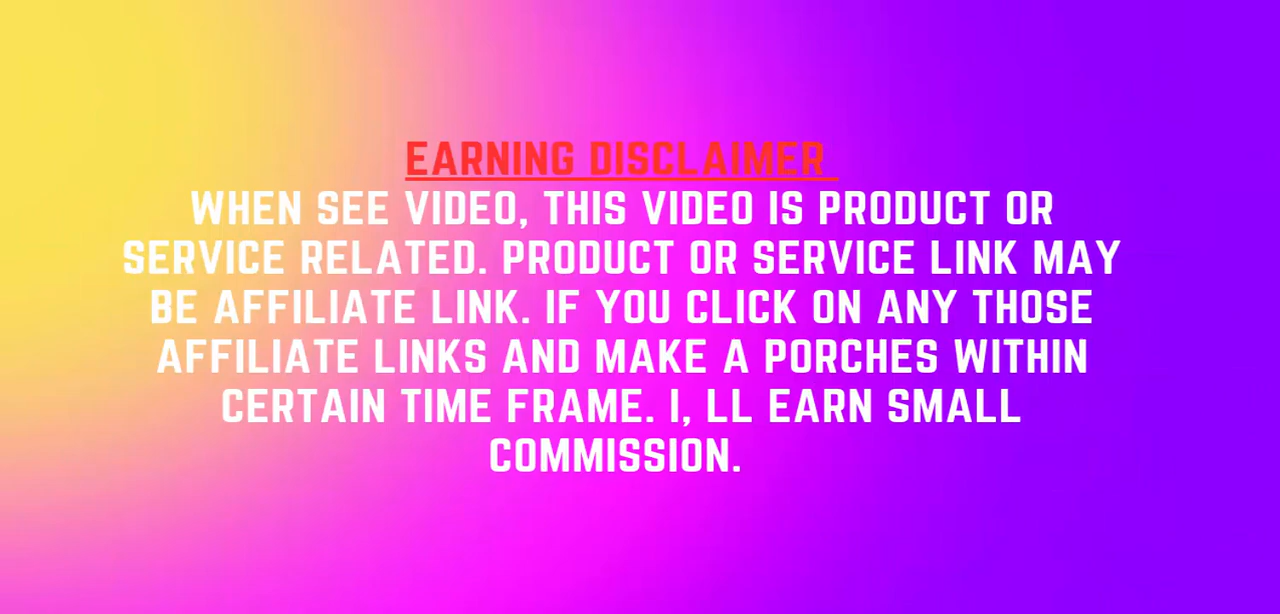 EARNING DISCLAIMER
WHEN SEE VIDEO, THIS VIDEO IS PRODUCT OR
SERVICE RELATED. PRODUCT OR SERVICE LINK MAY
BE AFFILIATE LINK. IF YOU CLICK ON ANY THOSE
AFFILIATE LINKS AND MAKE A PORCHES WITHIN
CERTAIN TIME FRAME. I, LL EARN SMALL
COMMISSION.